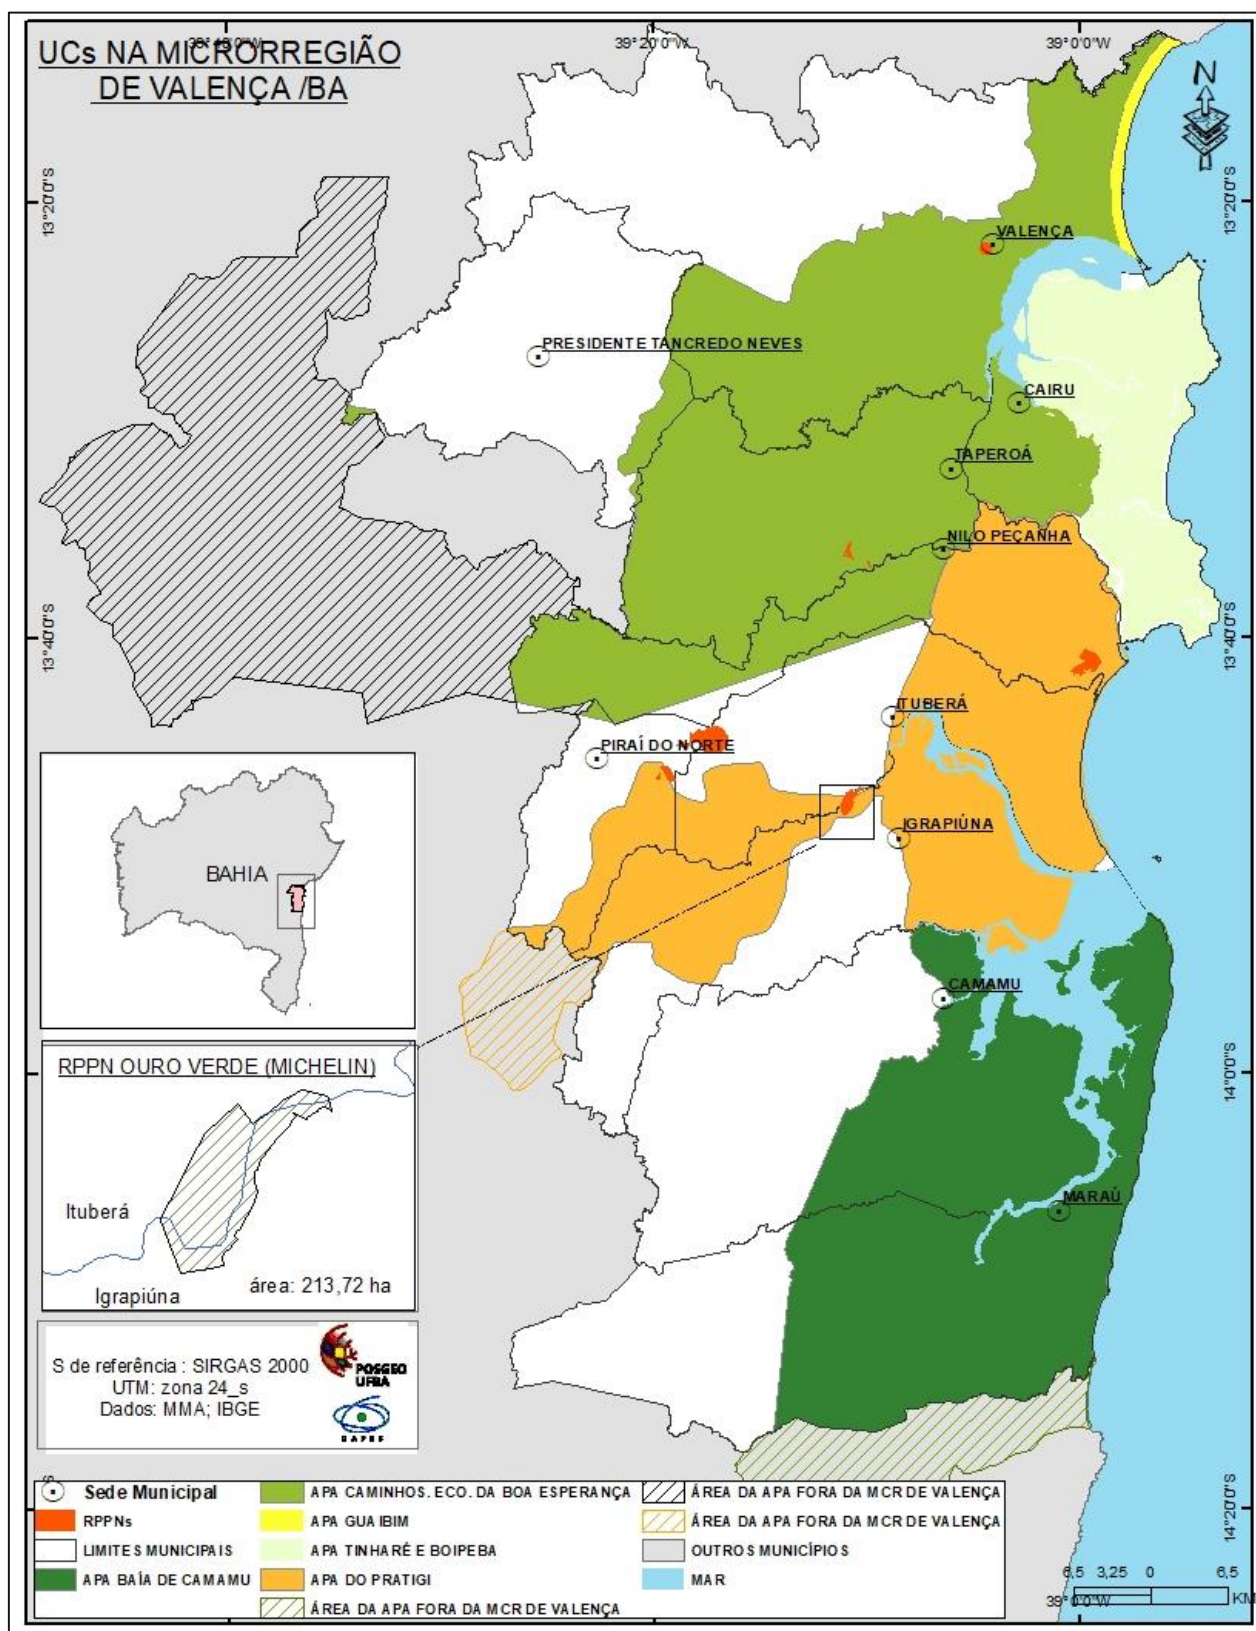 UCs NA MICRORREGIÃO
DE VALENÇA /BA
39°20'0"W
39°0'0"W
N
13°20'0"S
13°20'0"S
VALENÇA
PRESIDENTE TANCREDO NEVES
CAIRU
TAPEROÁ
NILO PEÇANHA
13°40'0"S
13°40'0"S
ITUBERÁ
PIRAÍ DO NORTE
IGRAPIÚNA
BAHIA
CAMAMU
RPPN OURO VERDE (MICHELIN)
14°0'0"S
Ituberá
MARAÚ
Igrapiúna
área: 213,72 ha
S de referência : SIRGAS 2000
UTM: zona 24_s
Dados: MMA; IBGE
POSGEO
UFBA
Sede Municipal
APA CAMINHOS. ECO. DA BOA ESPERANÇA
ÁREA DA APA FORA DA MCR DE VALENÇA
RPPNs
APA GUAIBIM
ÁREA DA APA FORA DA MCR DE VALENÇA
LIMITES MUNICIPAIS
APA TINHARÉ E BOIPEBA
OUTROS MUNICÍPIOS
APA BAÍA DE CAMAMU
APA DO PRATIGI
MAR
ÁREA DA APA FORA DA MCR DE VALENÇA
14°20'0"S
6,5 3,25 0 6,5
KM
39°0'0"W